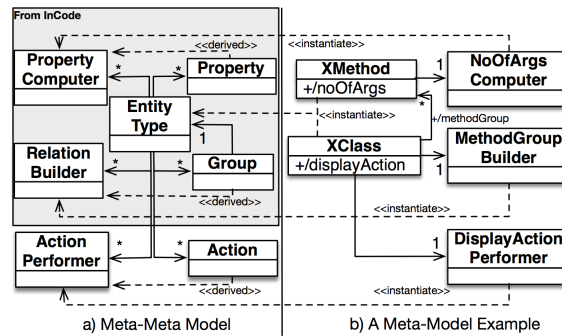 From InCode
Property
Computer
*
*
<<derived>>
Property
Entity
Type
1
Relation
Builder
*
*
Group
<<derived>>
Action
Performer
*
*
Action
<<derived>>
a) Meta-Meta Model
<<instantiate>>
XMethod
+/noOfArgs
1
NoOfArgs
Computer
*
<<instantiate>>
+/methodGroup
XClass
+/displayAction
1
MethodGroup
Builder
<<instantiate>>
1
DisplayAction
Performer
<<instantiate>>
b) A Meta-Model Example